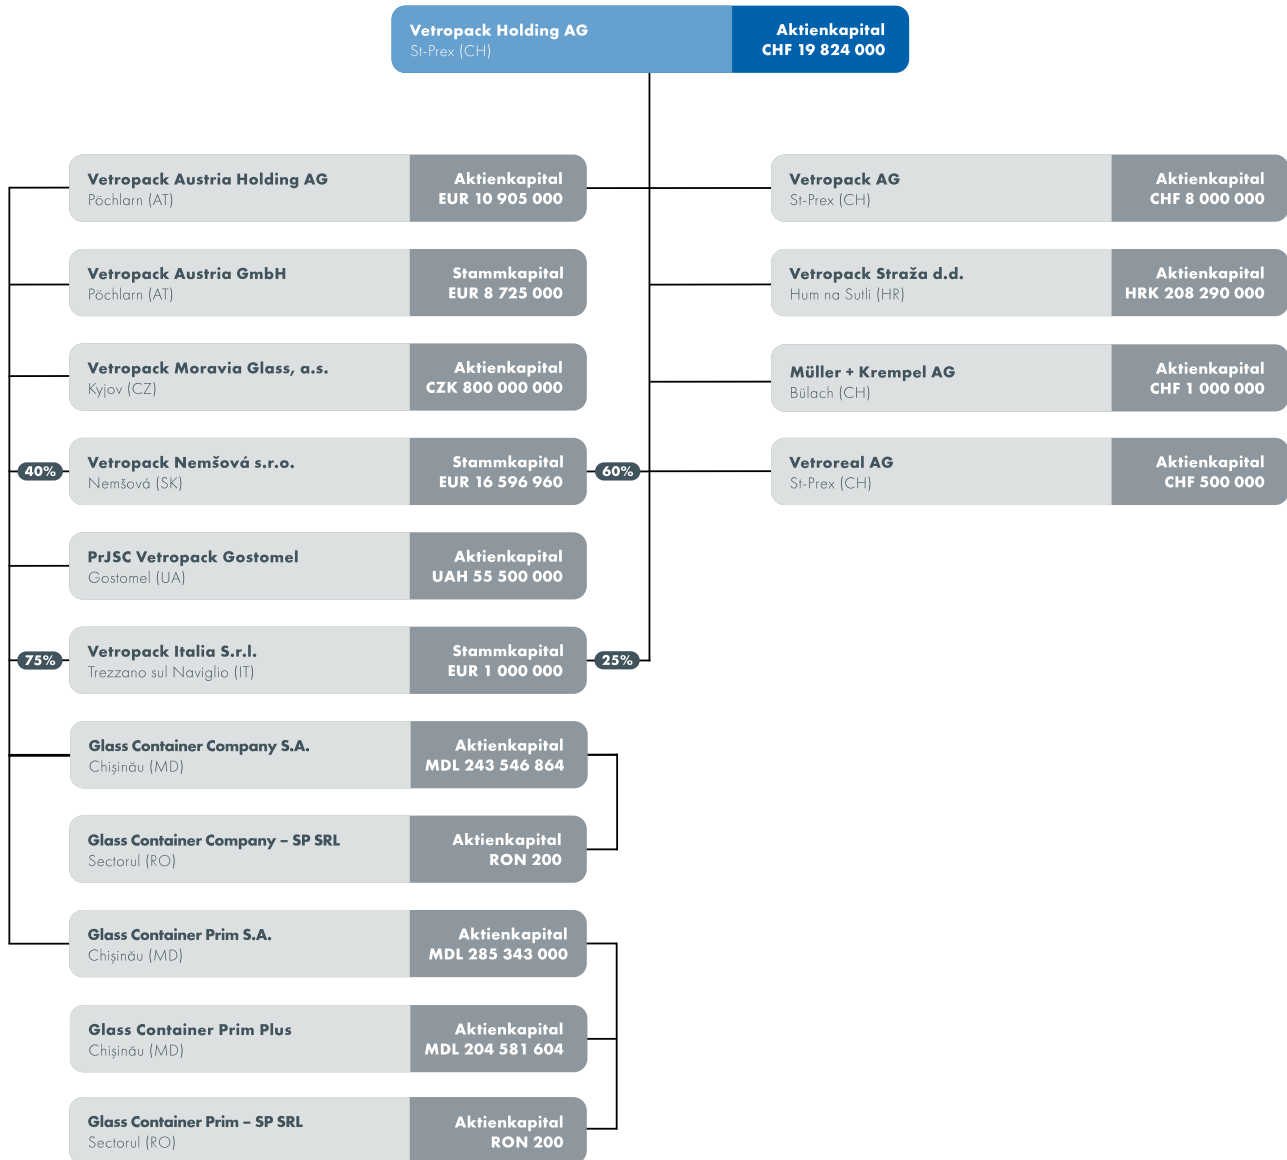 Vetropack Holding AG
St-Prex (CH)
Aktienkapital
CHF 19 824 000
Vetropack Austria Holding AG
Pöchlarn (AT)
Aktienkapital
EUR 10 905 000
Vetropack AG
St-Prex (CH)
Aktienkapital
CHF 8 000 000
Vetropack Austria GmbH
Pöchlarn (AT)
Stammkapital
EUR 8 725 000
Vetropack Straža d.d.
Hum na Sutli (HR)
Aktienkapital
HRK 208 290 000
Vetropack Moravia Glass, a.s.
Kyjov (CZ)
Aktienkapital
CZK 800 000 000
Müller + Krempel AG
Bülach (CH)
Aktienkapital
CHF 1 000 000
40%
Vetropack Nemšová s.r.o.
Nemšová (SK)
Stammkapital
EUR 16 596 960
60%
Vetroreal AG
St-Prex (CH)
Aktienkapital
CHF 500 000
PrJSC Vetropack Gostomel
Gostomel (UA)
Aktienkapital
UAH 55 500 000
75%
Vetropack Italia S.r.l.
Trezzano sul Naviglio (IT)
Stammkapital
EUR 1 000 000
25%
Glass Container Company S.A.
Chișinău (MD)
Aktienkapital
MDL 243 546 864
Glass Container Company – SP SRL
Sectorul (RO)
Aktienkapital
RON 200
Glass Container Prim S.A.
Chișinău (MD)
Aktienkapital
MDL 285 343 000
Glass Container Prim Plus
Chișinău (MD)
Aktienkapital
MDL 204 581 604
Glass Container Prim – SP SRL
Sectorul (RO)
Aktienkapital
RON 200